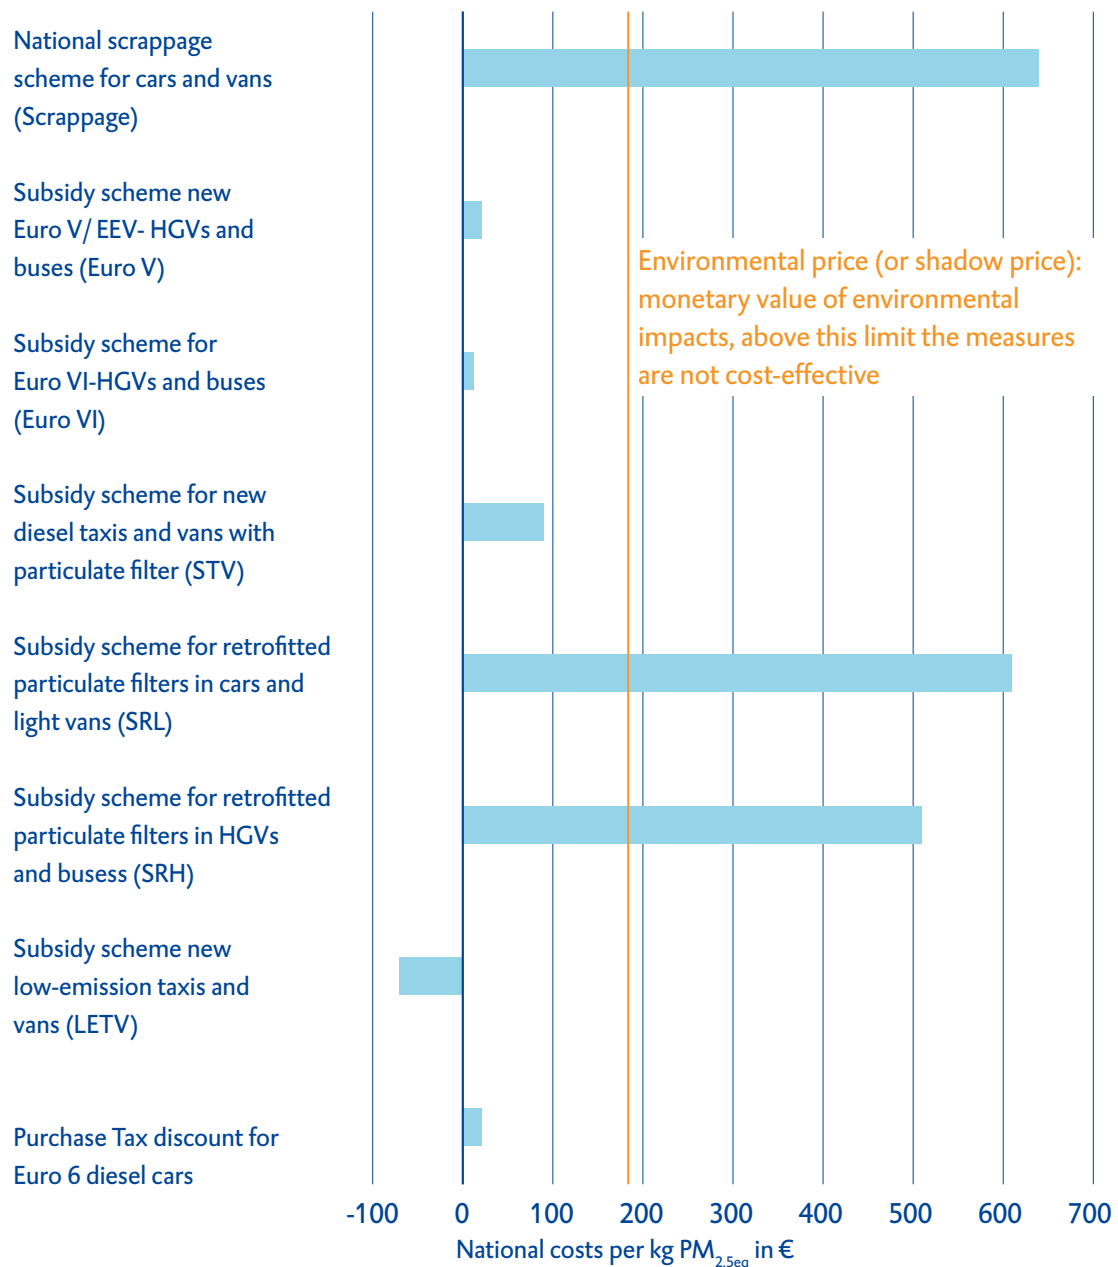 National scrappage
scheme for cars and vans
(Scrappage)
Subsidy scheme new
Euro V/ EEV- HGVs and
buses (Euro V)
Environmental price (or shadow price):
monetary value of environmental
impacts, above this limit the measures
are not cost-effective
Subsidy scheme for
Euro VI-HGVs and buses
(Euro VI)
Subsidy scheme for new
diesel taxis and vans with
particulate filter (STV)
Subsidy scheme for retrofitted
particulate filters in cars and
light vans (SRL)
Subsidy scheme for retrofitted
particulate filters in HGVs
and busess (SRH)
Subsidy scheme new
low-emission taxis and
vans (LETV)
Purchase Tax discount for
Euro 6 diesel cars
-100 0 100 200 300 400 500 600 700
National costs per kg PM2.5eq in €